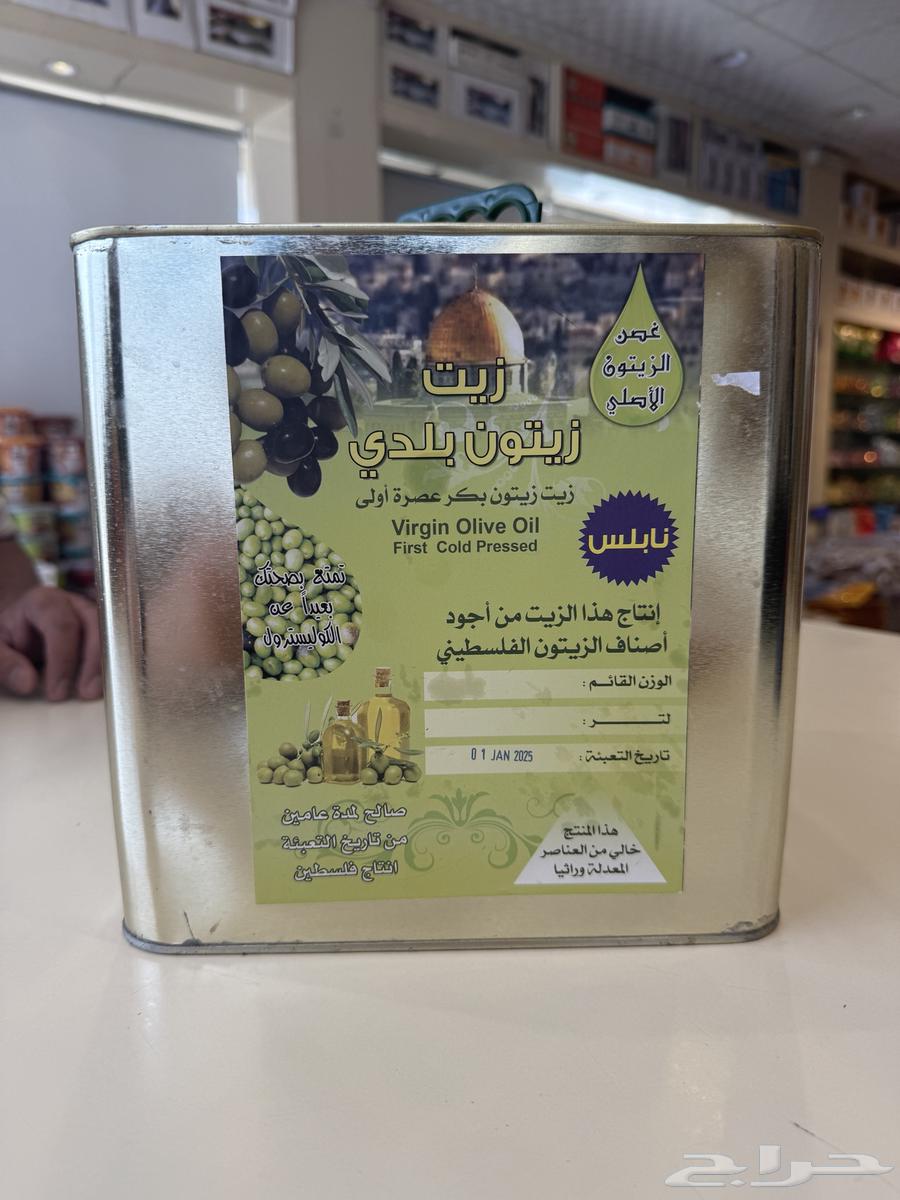 غصن
الزيتون
الأصلي
زيت
زيتون بلدي
زيت زيتون بكر عصرة أولى
Virgin Olive Oil
First Cold Pressed
نابلس
تمتع بصحتك
بعيداً عن
الكوليسترول
إنتاج هذا الزيت من أجود
أصناف الزيتون الفلسطيني
الوزن القائم :
لتــــر :
تاريخ التعبئة : 01 JAN 2025
صالح لمدة عامين
من تاريخ التعبئة
انتاج فلسطين
هذا المنتج
خالي من العناصر
المعدلة وراثيا
حراج